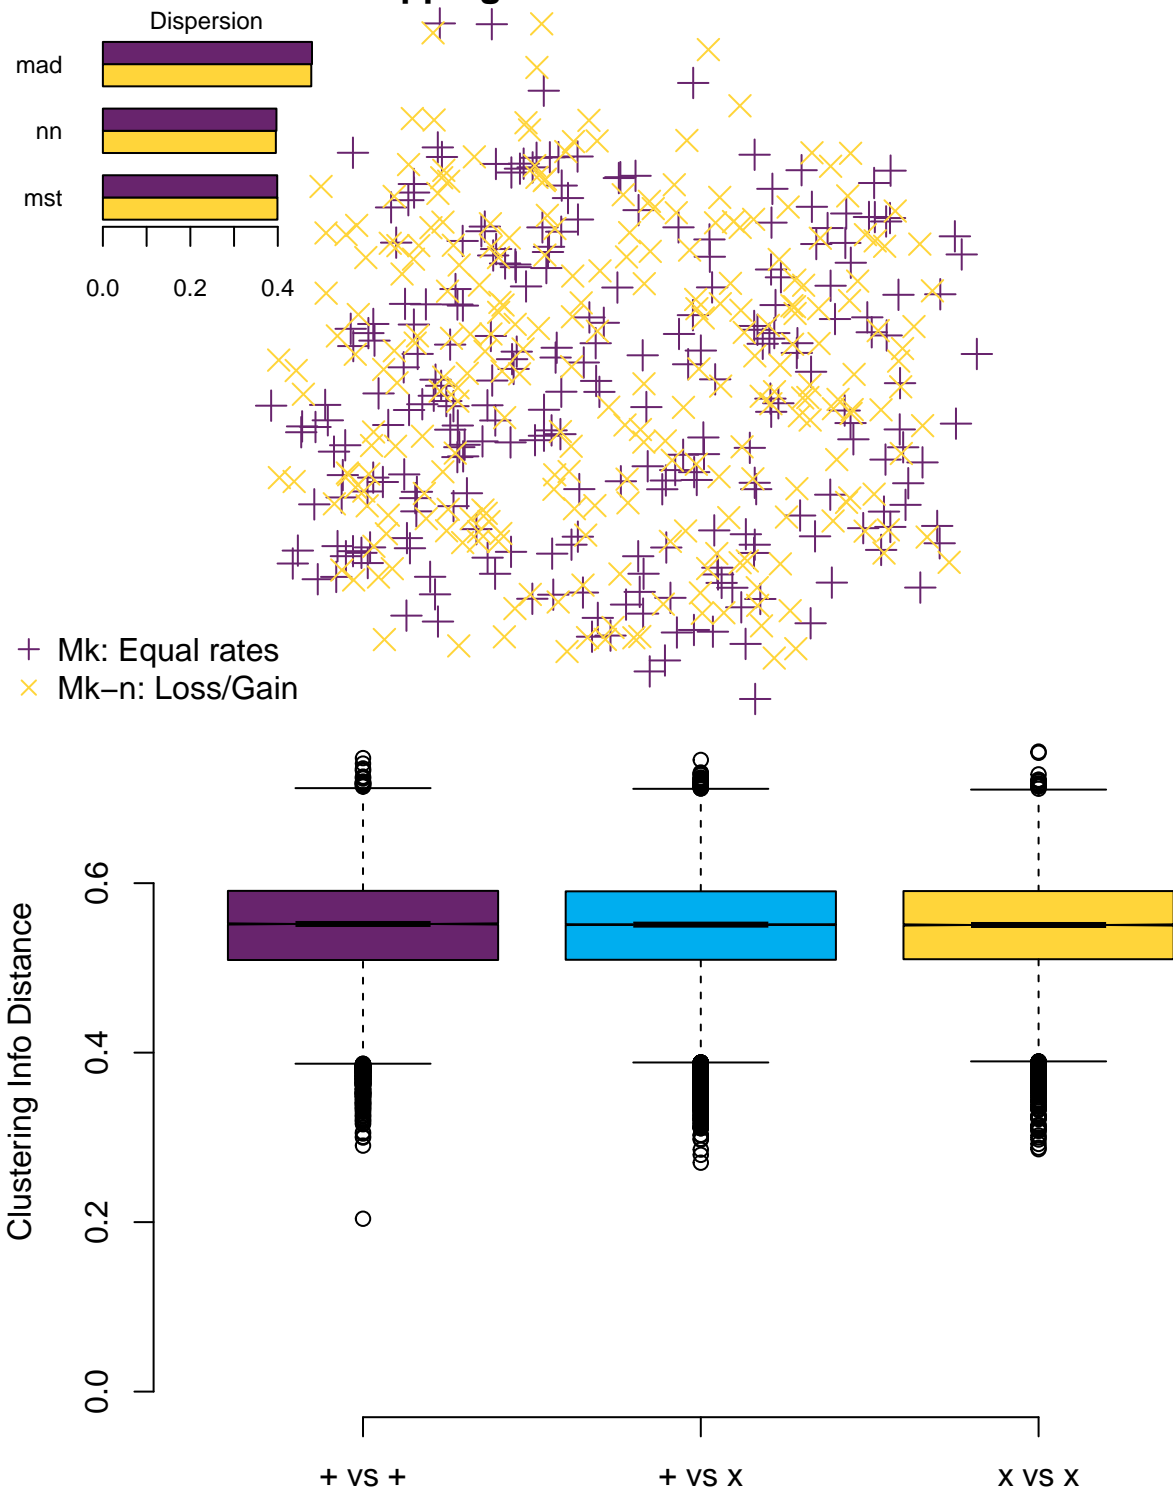 Dispersion
mad
nn
mst
0.0 0.2 0.4
+ Mk: Equal rates
× Mk−n: Loss/Gain
Clustering Info Distance
0.6
0.4
0.2
0.0
+ vs +
+ vs x
x vs x